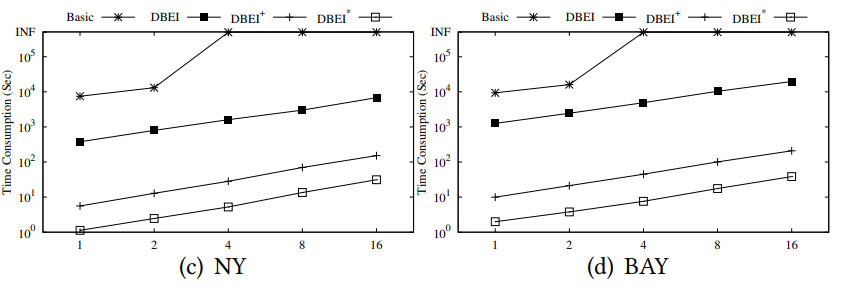 Basic DBEI DBEI+ DBEI*
INF
10^5
10^4
10^3
10^2
10^1
10^0
Time Consumption (Sec)
1 2 4 8 16
(c) NY
Basic DBEI DBEI+ DBEI*
INF
10^5
10^4
10^3
10^2
10^1
10^0
Time Consumption (Sec)
1 2 4 8 16
(d) BAY